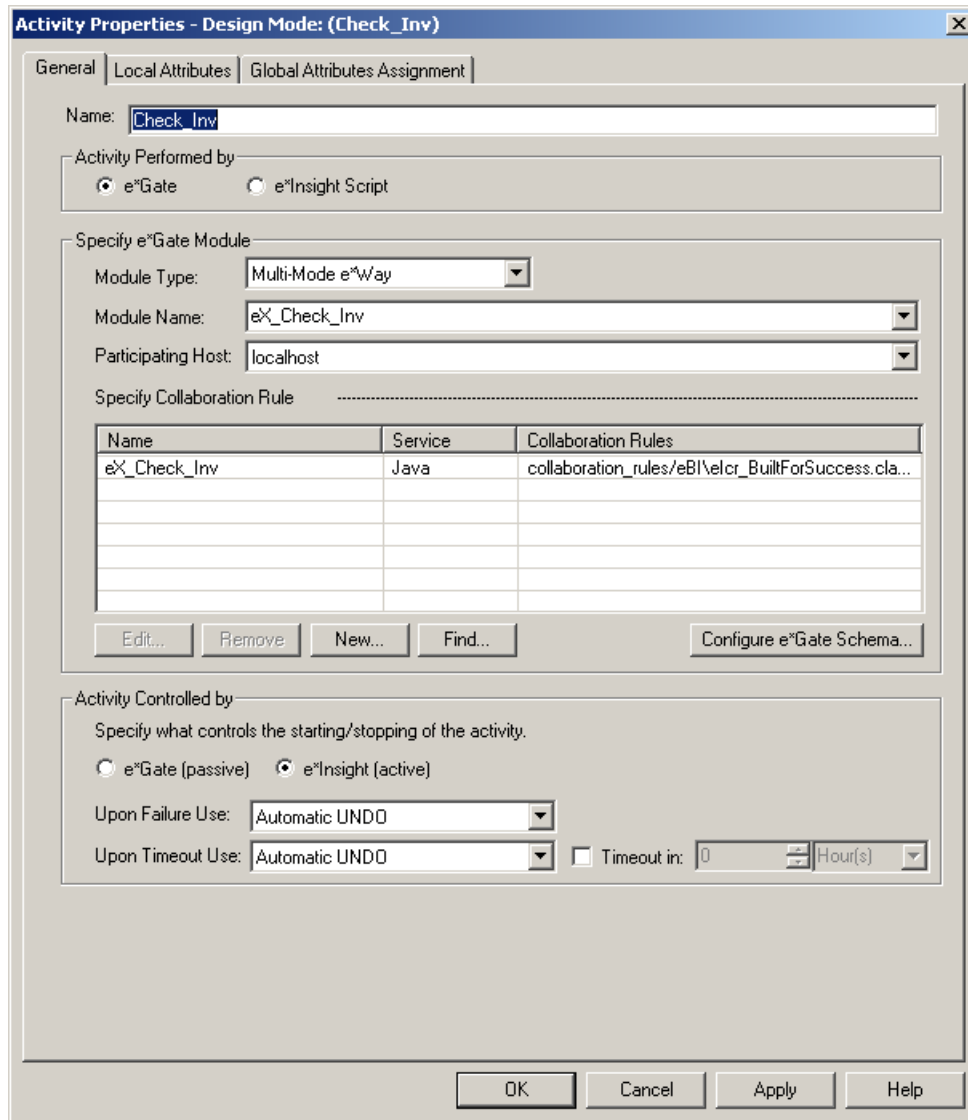 Activity Properties - Design Mode: (Check_Inv)
General Local Attributes Global Attributes Assignment
Name: Check_Inv
Activity Performed by
e*Gate e*Insight Script
Specify e*Gate Module
Module Type: Multi-Mode e*Way
Module Name: eX_Check_Inv
Participating Host: localhost
Specify Collaboration Rule
Name Service Collaboration Rules
eX_Check_Inv Java collaboration_rules/eBI\eIcr_BuiltForSuccess.cla...
Edit... Remove New... Find... Configure e*Gate Schema...
Activity Controlled by
Specify what controls the starting/stopping of the activity.
e*Gate (passive) e*Insight (active)
Upon Failure Use: Automatic UNDO
Upon Timeout Use: Automatic UNDO Timeout in: 0 Hour(s)
OK Cancel Apply Help